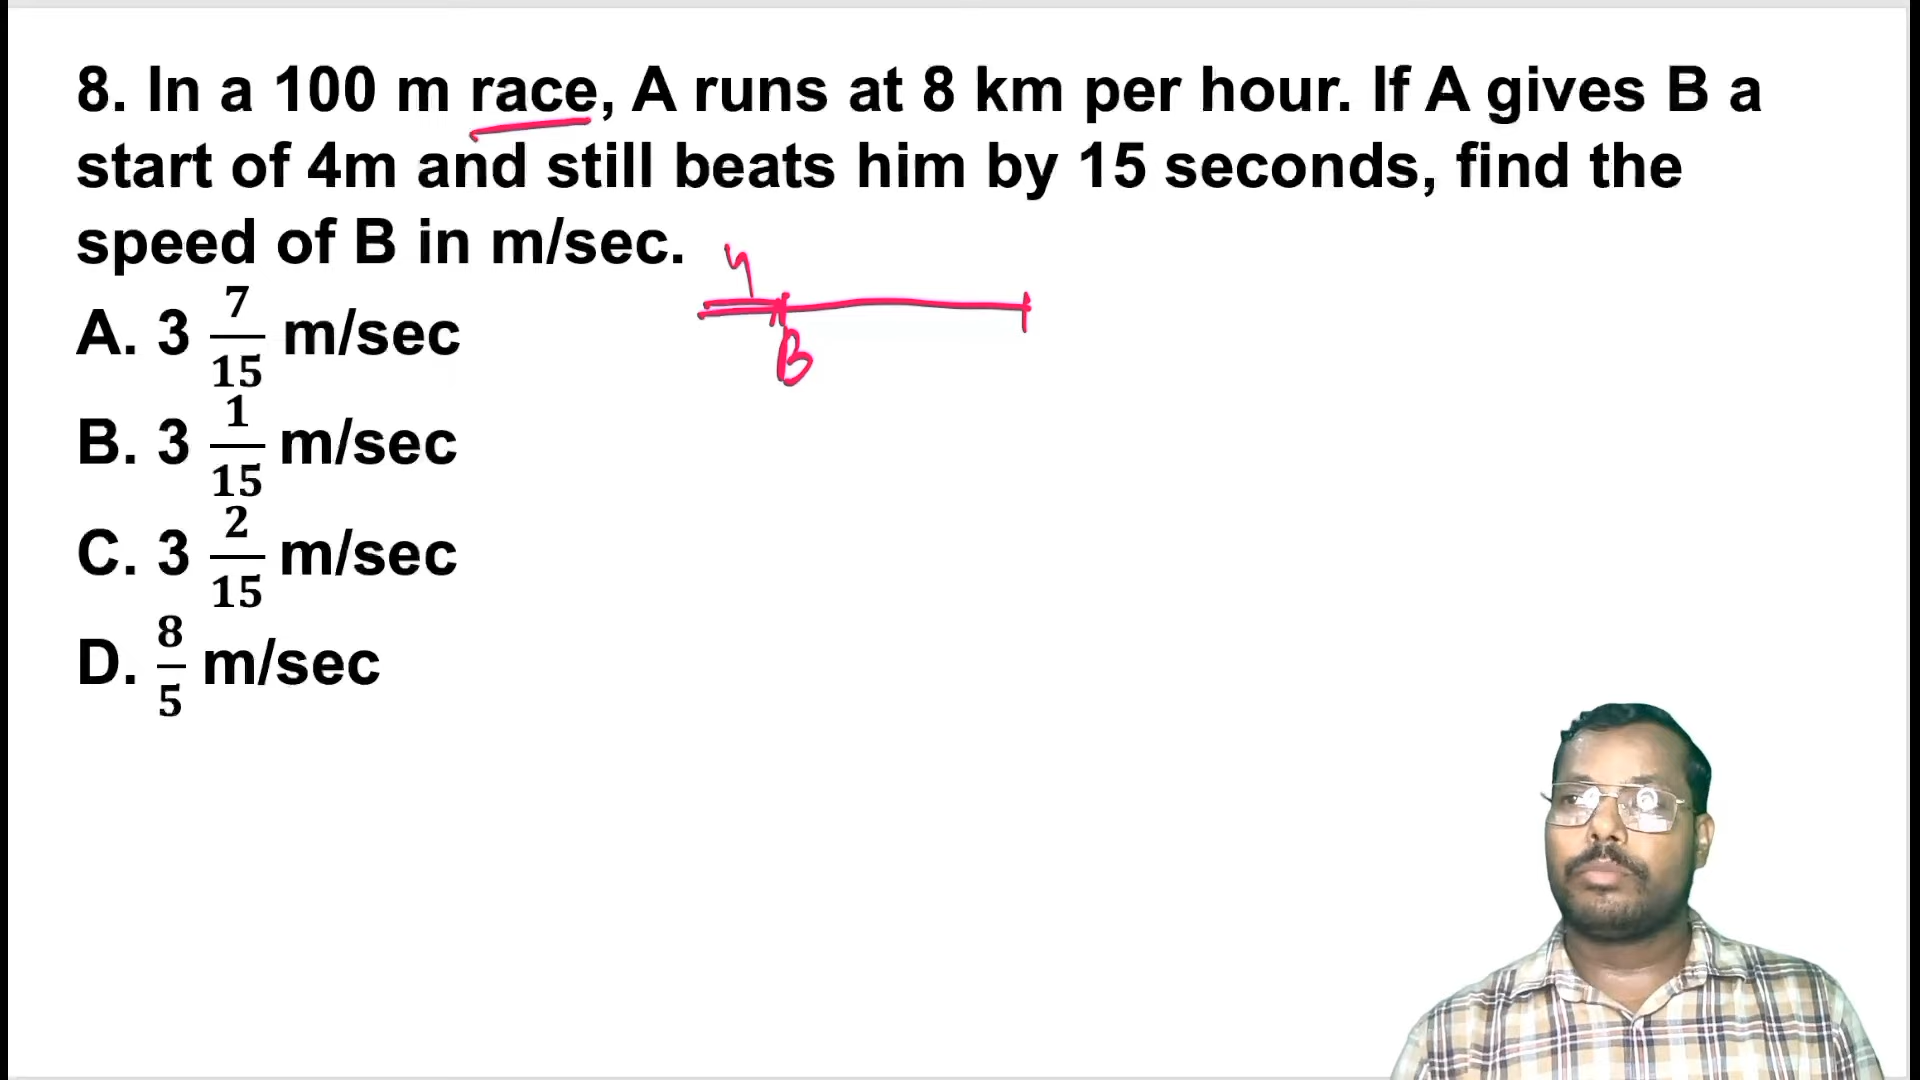 8. In a 100 m race, A runs at 8 km per hour. If A gives B a
start of 4m and still beats him by 15 seconds, find the
speed of B in m/sec.
4
B
A. 3 7/15 m/sec
B. 3 1/15 m/sec
C. 3 2/15 m/sec
D. 8/5 m/sec